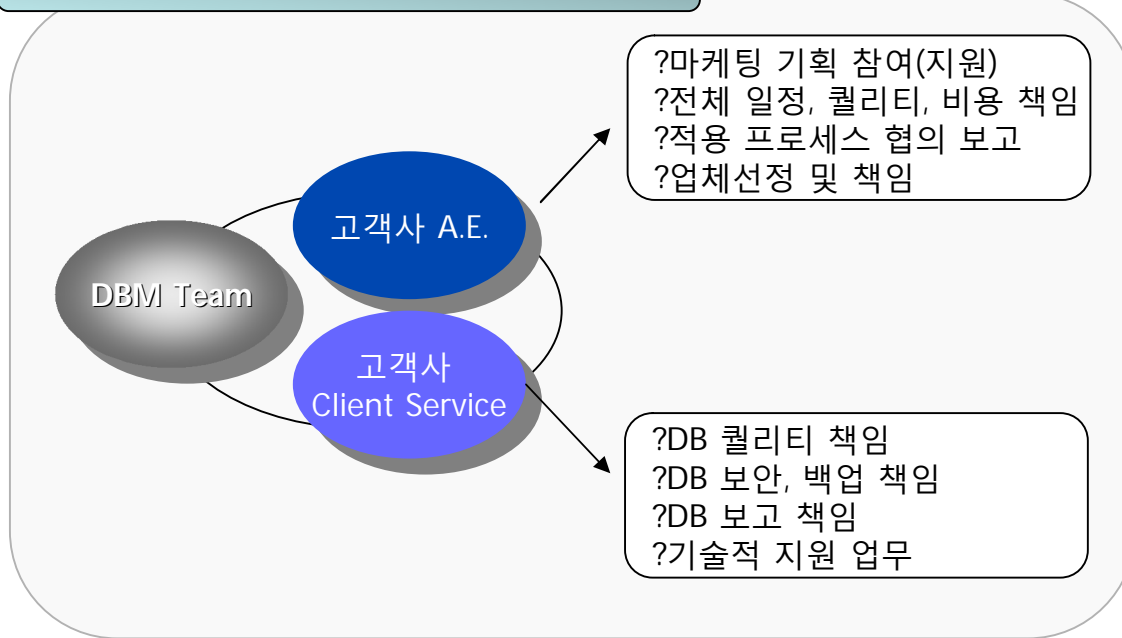 ?마케팅 기획 참여(지원)
?전체 일정, 퀄리티, 비용 책임
?적용 프로세스 협의 보고
?업체선정 및 책임
고객사 A.E.
DBM Team
고객사
Client Service
?DB 퀄리티 책임
?DB 보안, 백업 책임
?DB 보고 책임
?기술적 지원 업무